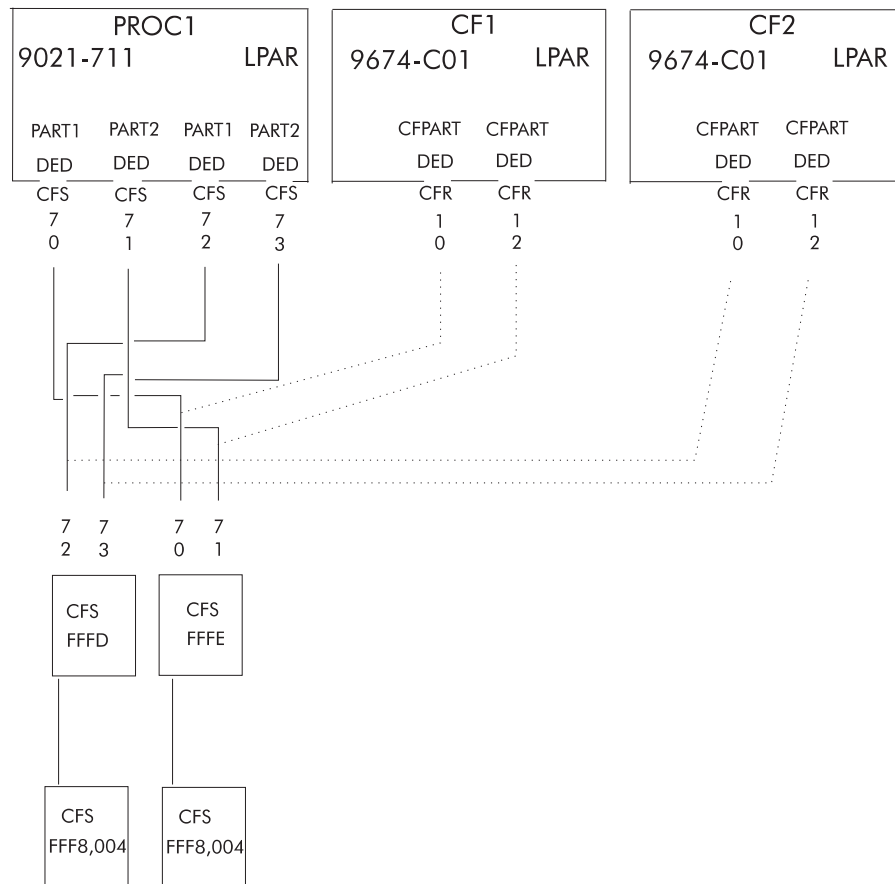 PROC1 CF1 CF2
9021-711 LPAR 9674-C01 LPAR 9674-C01 LPAR
PART1 PART2 PART1 PART2 CFPART CFPART CFPART CFPART
DED DED DED DED DED DED DED DED
CFS CFS CFS CFS CFR CFR CFR CFR
7 7 7 7 1 1 1 1
0 1 2 3 0 2 0 2
7 7 7 7
2 3 0 1
CFS CFS
FFFD FFFE
CFS CFS
FFF8,004 FFF8,004